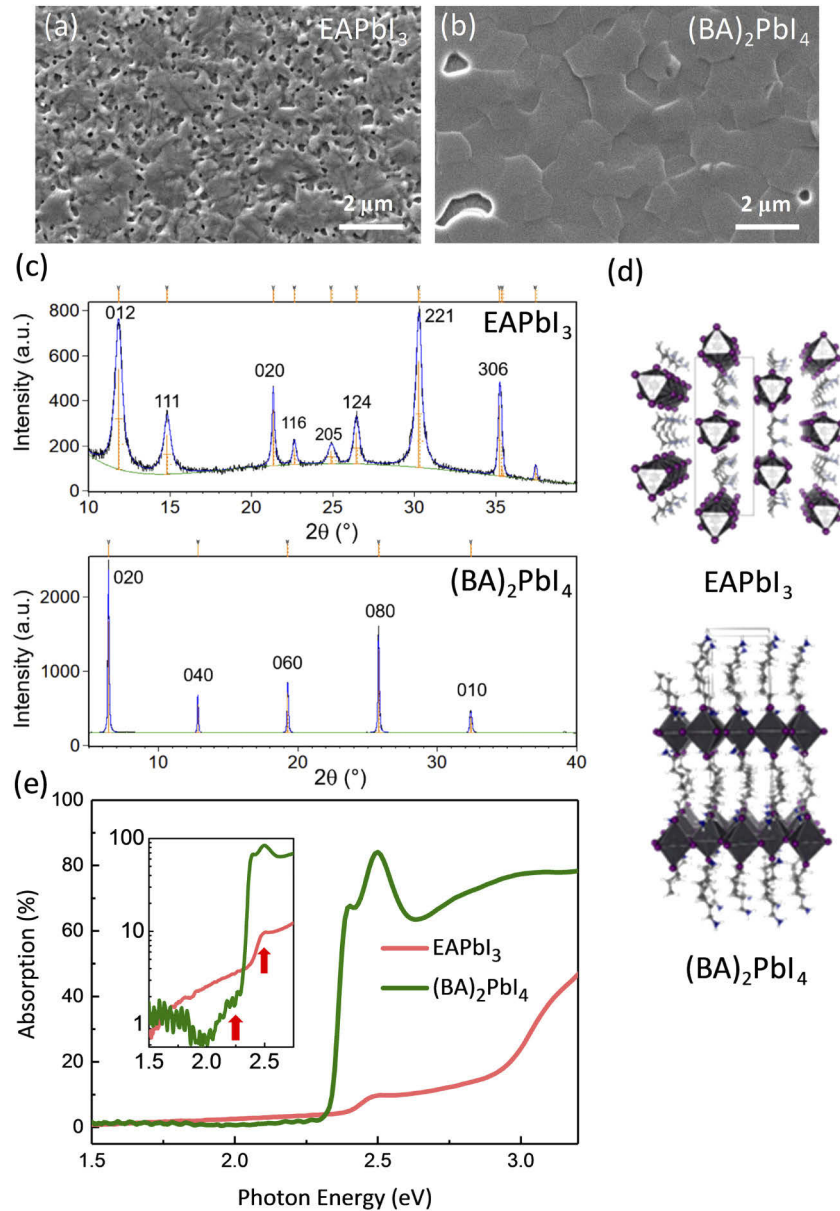 (a)
EAPbI₃
2 μm
(b)
(BA)₂PbI₄
2 μm
(c)
Intensity (a.u.)
800
600
400
200
0
012
111
020
116
205
124
221
306
EAPbI₃
10
15
20
25
30
35
2θ (°)
Intensity (a.u.)
2000
1000
0
020
040
060
080
010
(BA)₂PbI₄
10
20
30
40
2θ (°)
(d)
EAPbI₃
(BA)₂PbI₄
(e)
Absorption (%)
100
80
60
40
20
0
100
10
1
1.5
2.0
2.5
EAPbI₃
(BA)₂PbI₄
1.5
2.0
2.5
3.0
Photon Energy (eV)